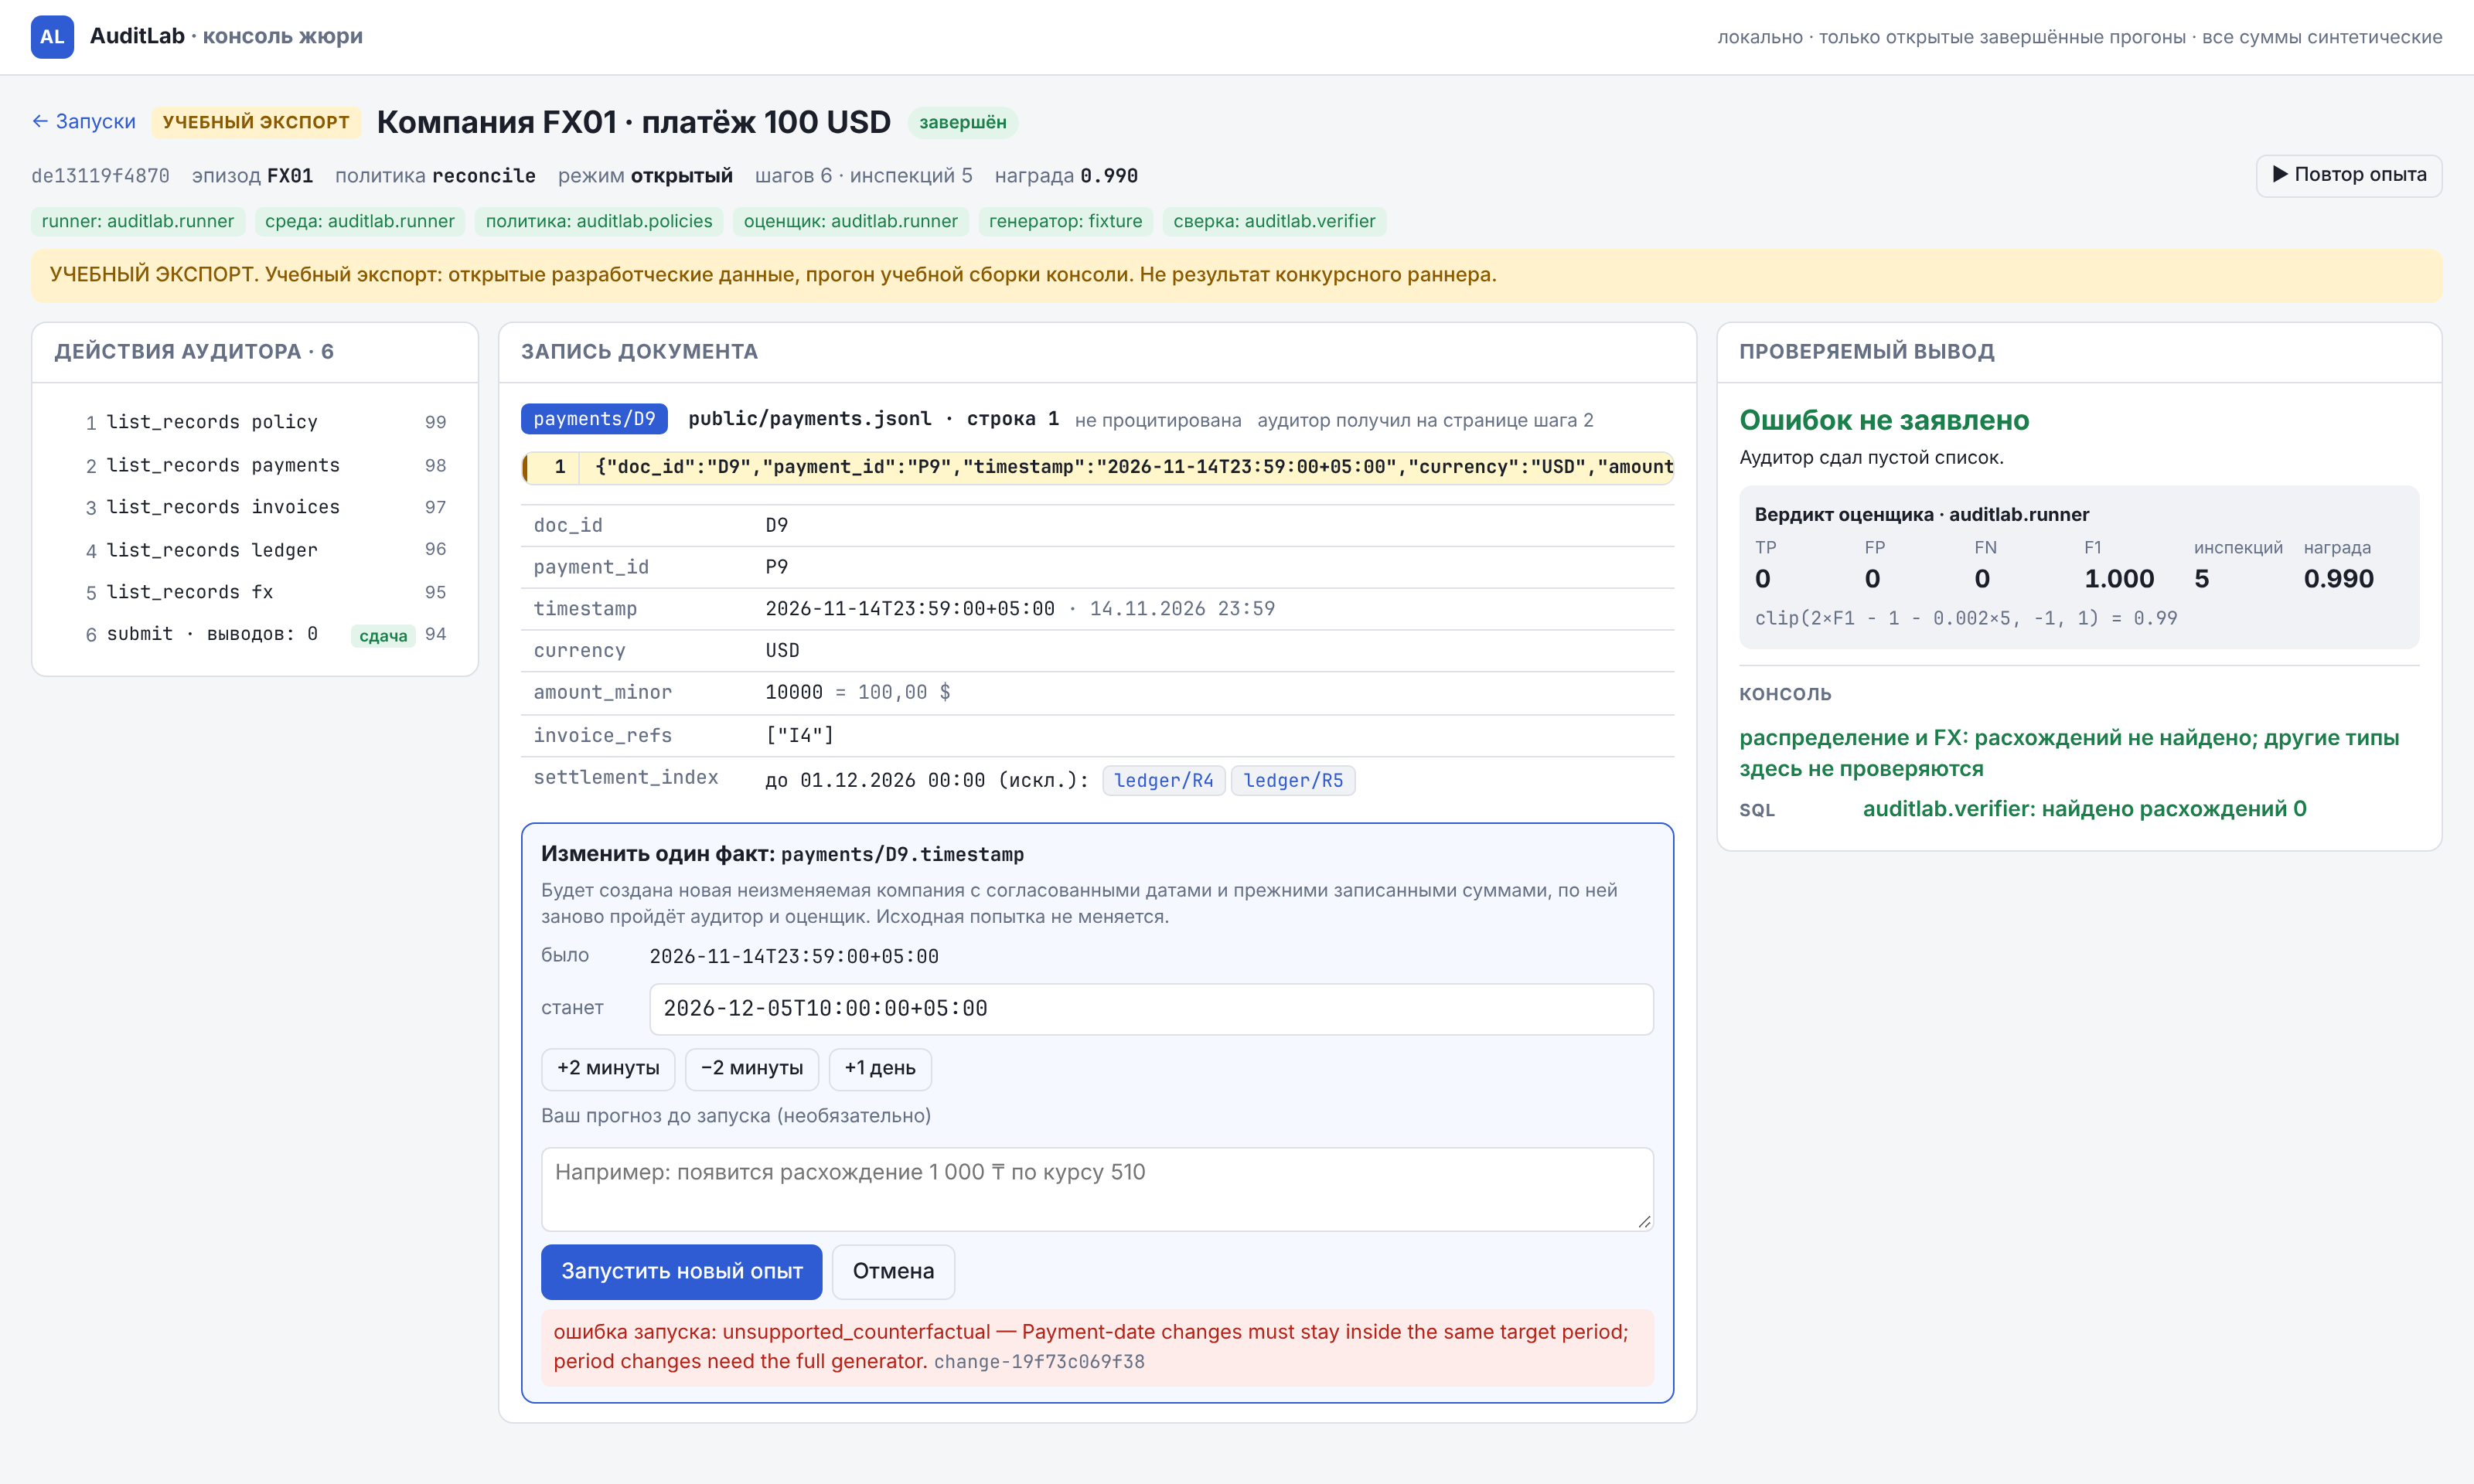 AL AuditLab · консоль жюри
локально · только открытые завершённые прогоны · все суммы синтетические
← Запуски УЧЕБНЫЙ ЭКСПОРТ Компания FX01 · платёж 100 USD завершён
de13119f4870 эпизод FX01 политика reconcile режим открытый шагов 6 · инспекций 5 награда 0.990
▶ Повтор опыта
runner: auditlab.runner среда: auditlab.runner политика: auditlab.policies оценщик: auditlab.runner генератор: fixture сверка: auditlab.verifier
УЧЕБНЫЙ ЭКСПОРТ. Учебный экспорт: открытые разработческие данные, прогон учебной сборки консоли. Не результат конкурсного раннера.
ДЕЙСТВИЯ АУДИТОРА · 6
1 list_records policy 99
2 list_records payments 98
3 list_records invoices 97
4 list_records ledger 96
5 list_records fx 95
6 submit · выводов: 0 сдача 94
ЗАПИСЬ ДОКУМЕНТА
payments/D9 public/payments.jsonl · строка 1 не процитирована аудитор получил на странице шага 2
1 {"doc_id":"D9","payment_id":"P9","timestamp":"2026-11-14T23:59:00+05:00","currency":"USD","amount
doc_id D9
payment_id P9
timestamp 2026-11-14T23:59:00+05:00 · 14.11.2026 23:59
currency USD
amount_minor 10000 = 100,00 $
invoice_refs ["I4"]
settlement_index до 01.12.2026 00:00 (искл.): ledger/R4 ledger/R5
Изменить один факт: payments/D9.timestamp
Будет создана новая неизменяемая компания с согласованными датами и прежними записанными суммами, по ней
заново пройдёт аудитор и оценщик. Исходная попытка не меняется.
было 2026-11-14T23:59:00+05:00
станет 2026-12-05T10:00:00+05:00
+2 минуты −2 минуты +1 день
Ваш прогноз до запуска (необязательно)
Например: появится расхождение 1 000 ₸ по курсу 510
Запустить новый опыт Отмена
ошибка запуска: unsupported_counterfactual — Payment-date changes must stay inside the same target period;
period changes need the full generator. change-19f73c069f38
ПРОВЕРЯЕМЫЙ ВЫВОД
Ошибок не заявлено
Аудитор сдал пустой список.
Вердикт оценщика · auditlab.runner
TP FP FN F1 инспекций награда
0 0 0 1.000 5 0.990
clip(2×F1 - 1 - 0.002×5, -1, 1) = 0.99
КОНСОЛЬ
распределение и FX: расхождений не найдено; другие типы
здесь не проверяются
SQL auditlab.verifier: найдено расхождений 0